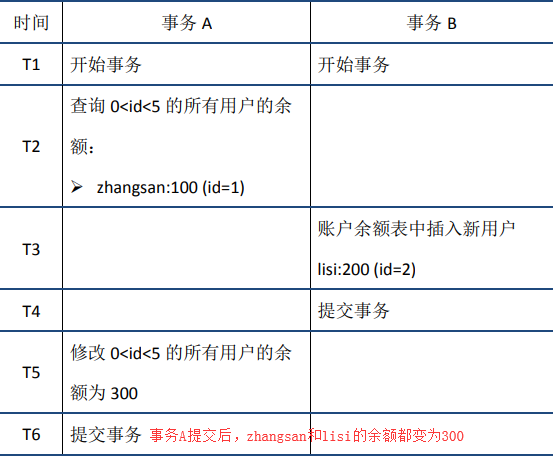 时间 事务 A 事务 B
T1 开始事务 开始事务
T2 查询 0<id<5 的所有用户的余
额：
➢ zhangsan:100 (id=1)
T3 账户余额表中插入新用户
lisi:200 (id=2)
T4 提交事务
T5 修改 0<id<5 的所有用户的余
额为 300
T6 提交事务 事务A提交后，zhangsan和lisi的余额都变为300